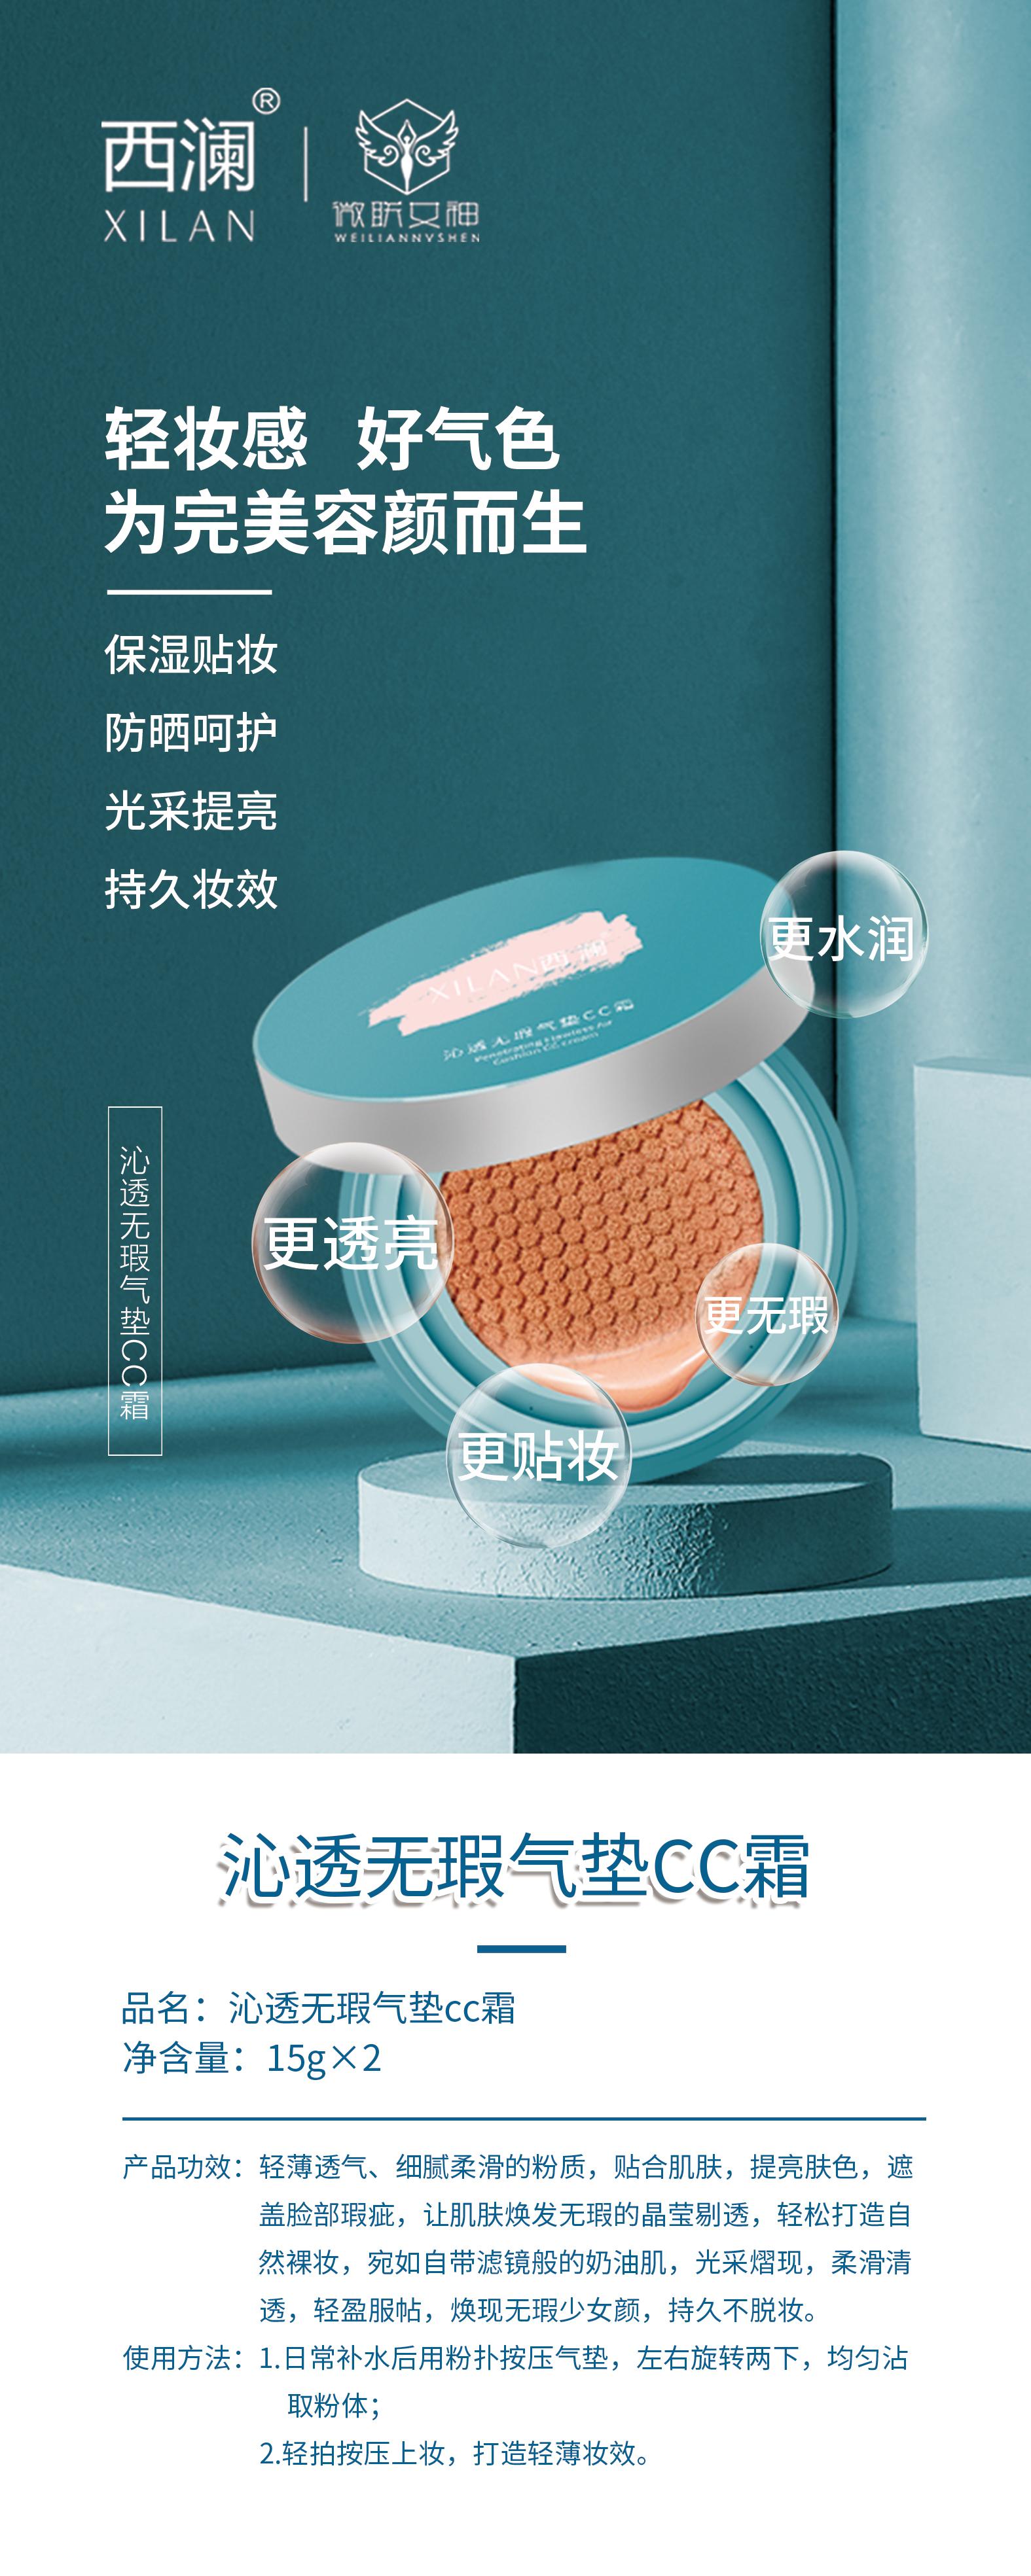 西澜®
XILAN
微联女神
WEILIANNVSHEN
轻妆感 好气色
为完美容颜而生
保湿贴妆
防晒呵护
光采提亮
持久妆效
更水润
XILAN西澜
沁透无瑕气垫CC霜
Penetrating Flawless Air
Cushion CC cream
沁透无瑕气垫CC霜
更透亮
更无瑕
更贴妆
沁透无瑕气垫CC霜
品名：沁透无瑕气垫cc霜
净含量：15g×2
产品功效：轻薄透气、细腻柔滑的粉质，贴合肌肤，提亮肤色，遮
盖脸部瑕疵，让肌肤焕发无瑕的晶莹剔透，轻松打造自
然裸妆，宛如自带滤镜般的奶油肌，光采熠现，柔滑清
透，轻盈服帖，焕现无瑕少女颜，持久不脱妆。
使用方法：1.日常补水后用粉扑按压气垫，左右旋转两下，均匀沾
取粉体；
2.轻拍按压上妆，打造轻薄妆效。